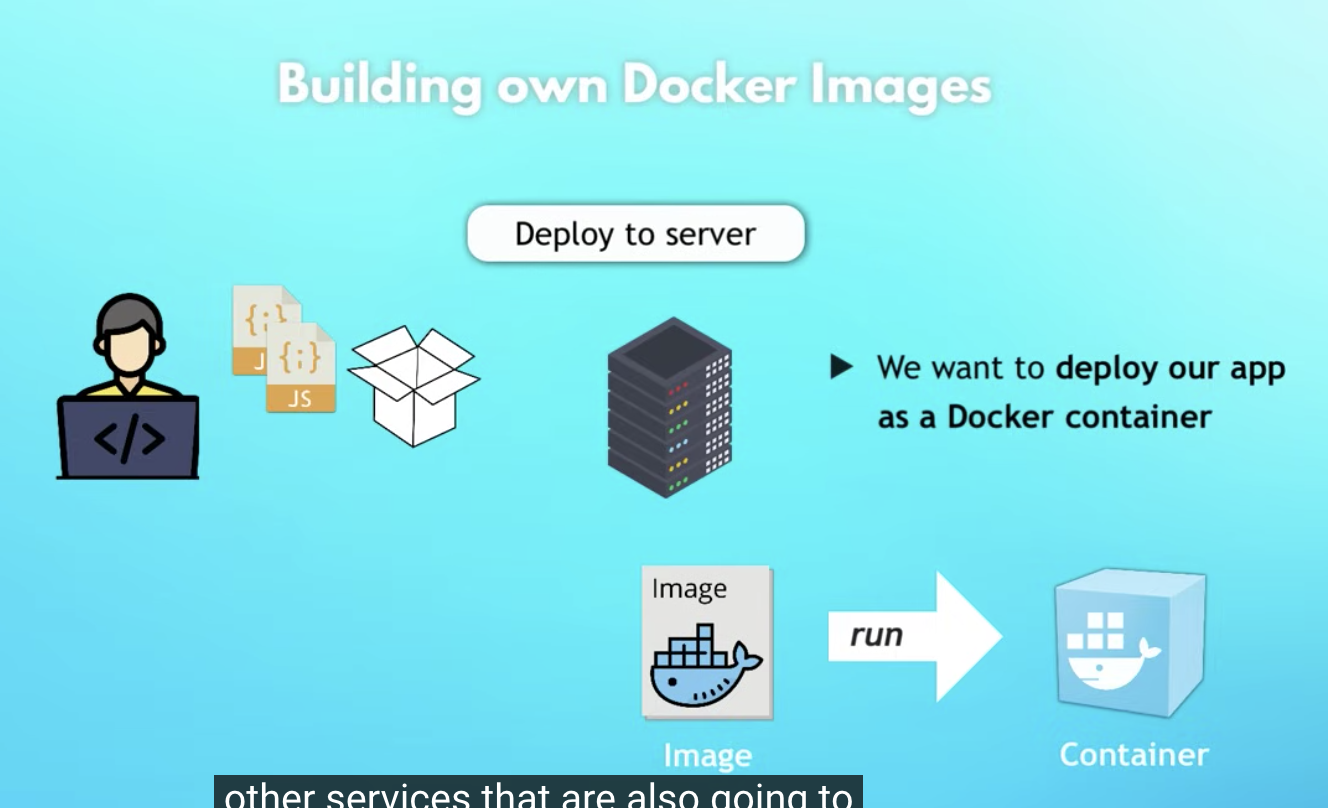 Building own Docker Images
Deploy to server
{;}
J
{;}
JS
</>
We want to deploy our app
as a Docker container
Image
run
Image
Container
other services that are also going to